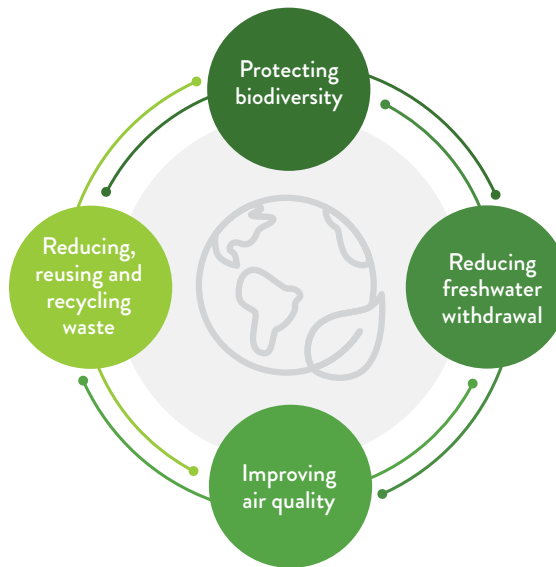 Protecting
biodiversity
Reducing,
reusing and
recycling
waste
Reducing
freshwater
withdrawal
Improving
air quality